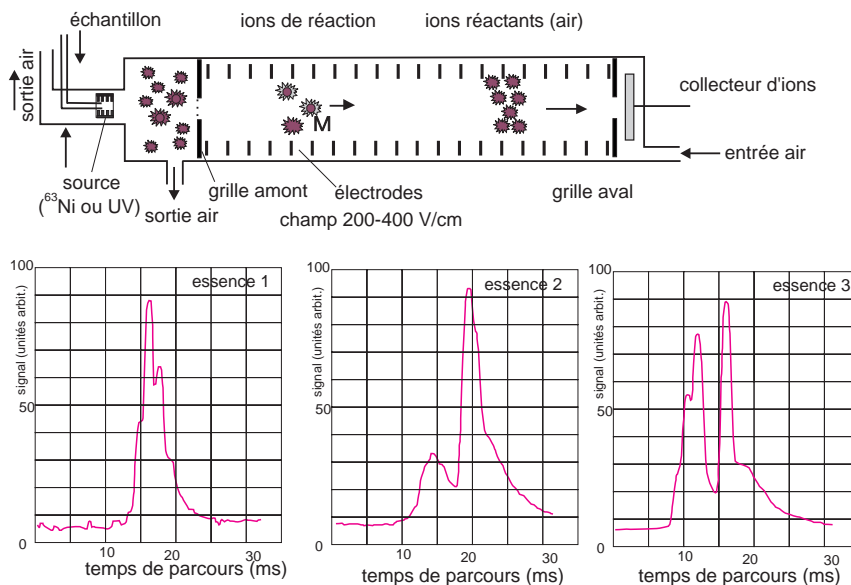 échantillon
ions de réaction
ions réactants (air)
sortie air
M
collecteur d'ions
source
(⁶³Ni ou UV)
sortie air
grille amont
électrodes
champ 200-400 V/cm
grille aval
entrée air
100
50
0
signal (unités arbit.)
essence 1
10 20 30
temps de parcours (ms)
100
50
0
signal (unités arbit.)
essence 2
10 20 30
temps de parcours (ms)
100
50
0
signal (unités arbit.)
essence 3
10 20 30
temps de parcours (ms)